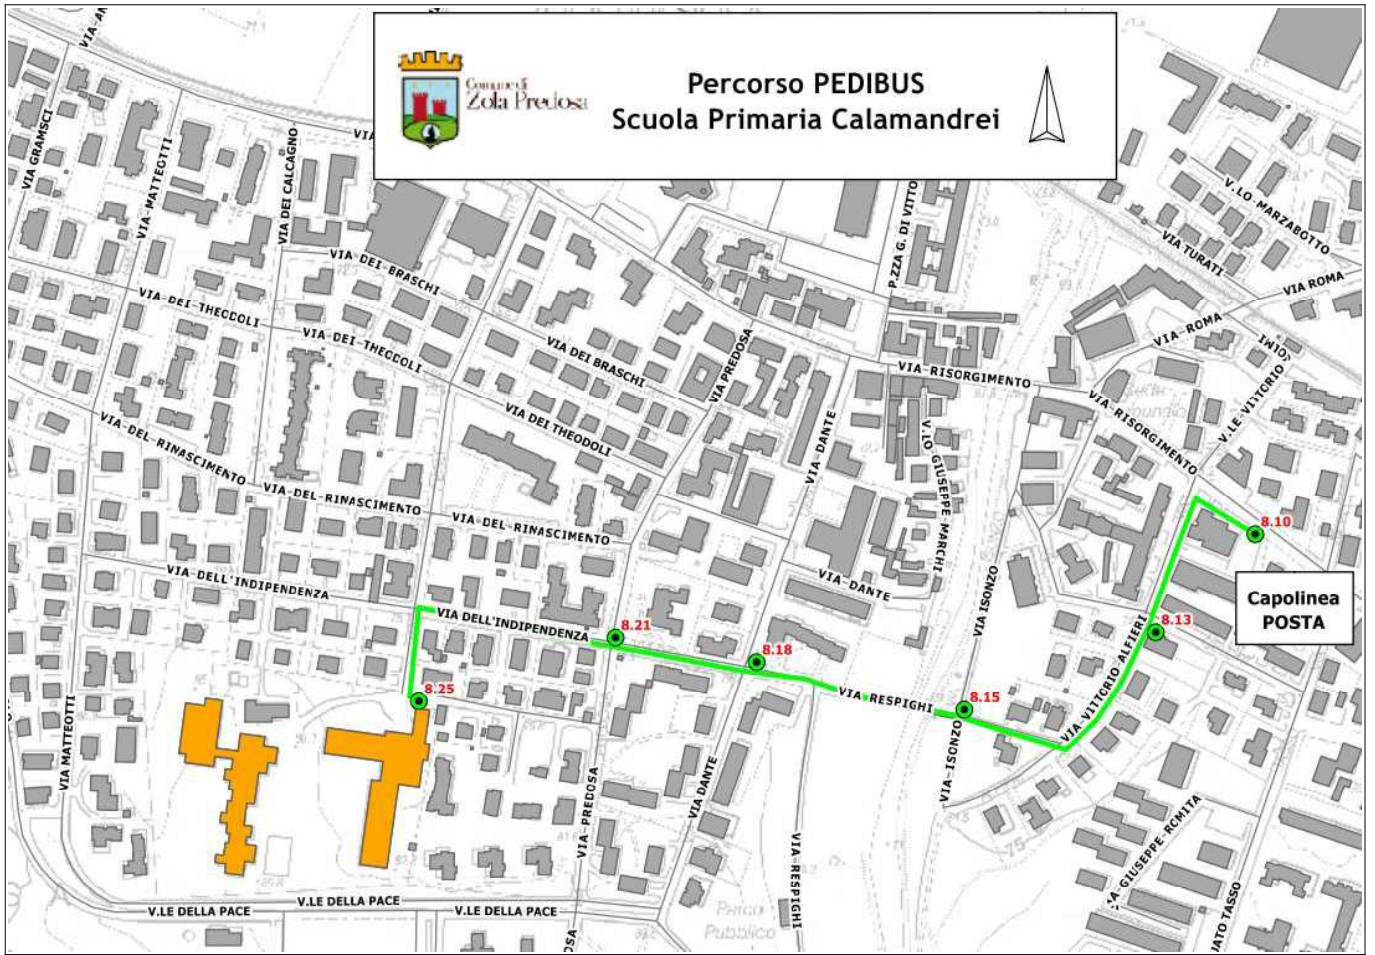 Comune di
Zola Predosa
Percorso PEDIBUS
Scuola Primaria Calamandrei
VIA GRAMSCI
VIA-MATTEOTTI
VIA DEI CALCAGNO
VIA DEI-BRASCHI
P.ZZA G. DI VITTO
V.LO-MARZABOTTO
VIA TURATI
VIA ROMA
VIA-ROMA
VIA-DEI-THEODOLI
VIA-DEI-THEODOLI
VIA DEI BRASCHI
VIA PREDOSA
VIA-RISORGIMENTO
VIA-RISORGIMENTO
V.LE-VITTORIO
VIA DEI THEODOLI
VIA-DANTE
V.LO GIUSEPPE-MARCHI
VIA-DEL-RINASCIMENTO
VIA-DEL-RINASCIMENTO
VIA-DEL-RINASCIMENTO
8.10
VIA-DELL'INDIPENDENZA
VIA-DANTE
VIA ISONZO
Capolinea
POSTA
VIA DELL'INDIPENDENZA
8.21
8.13
8.18
VIA-VITTORIO-ALFIERI
8.25
VIA-RESPIGHI
8.15
VIA MATTEOTTI
VIA-ISONZO
VIA-PREDOSA
VIA DANTE
VIA-RESPIGHI
V.LE DELLA PACE
V.LE DELLA PACE
V.LE DELLA PACE
Parco
Pubblico